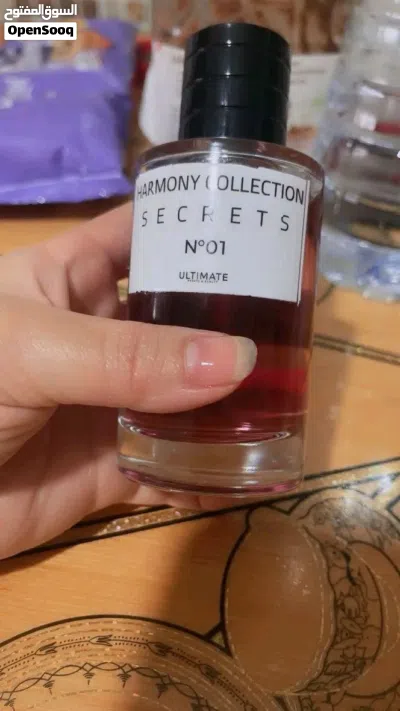 السوق المفتوح
OpenSooq
HARMONY COLLECTION
SECRETS
N°01
ULTIMATE